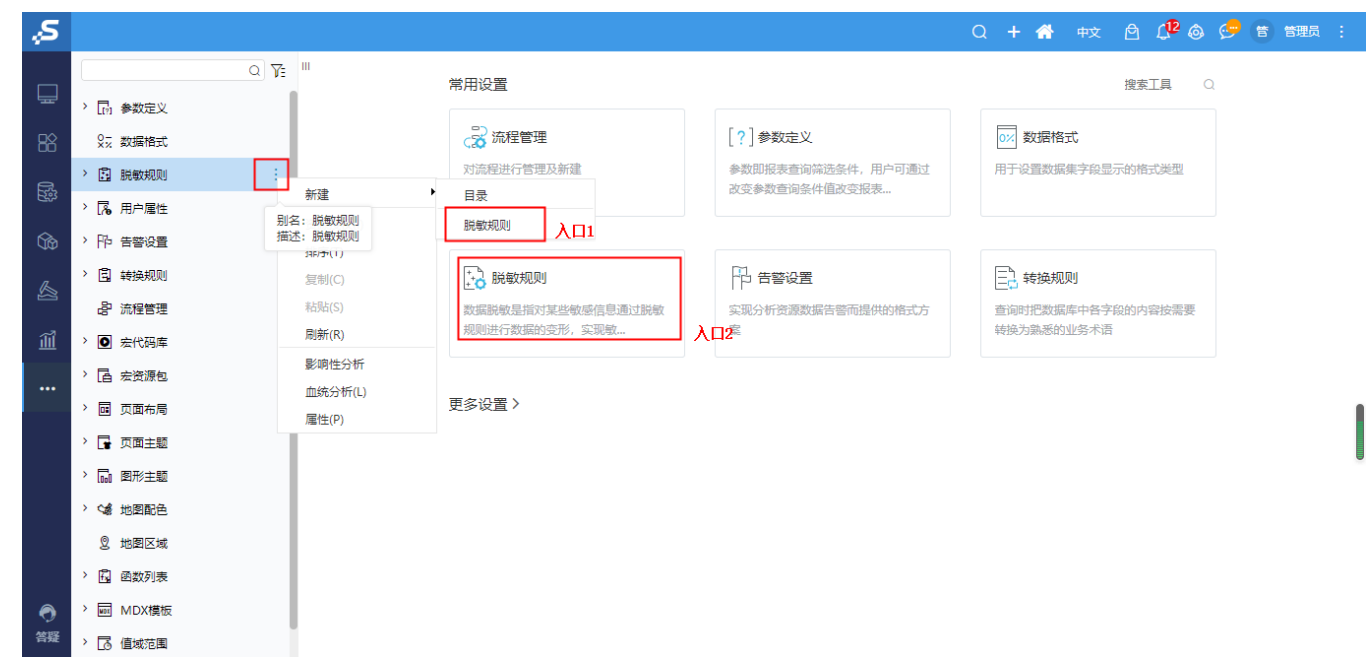 S
中文
12
管
管理员
参数定义
数据格式
脱敏规则
用户属性
告警设置
转换规则
流程管理
宏代码库
宏资源包
页面布局
页面主题
图形主题
地图配色
地图区域
函数列表
MDX模板
值域范围
答疑
新建
别名：脱敏规则
描述：脱敏规则
排序(T)
复制(C)
粘贴(S)
刷新(R)
影响性分析
血统分析(L)
属性(P)
目录
脱敏规则
入口1
常用设置
搜索工具
流程管理
对流程进行管理及新建
[?] 参数定义
参数即报表查询筛选条件，用户可通过
改变参数查询条件值改变报表...
数据格式
用于设置数据集字段显示的格式类型
脱敏规则
数据脱敏是指对某些敏感信息通过脱敏
规则进行数据的变形，实现敏...
入口2
告警设置
实现分析资源数据告警而提供的格式方
案
转换规则
查询时把数据库中各字段的内容按需要
转换为熟悉的业务术语
更多设置 >